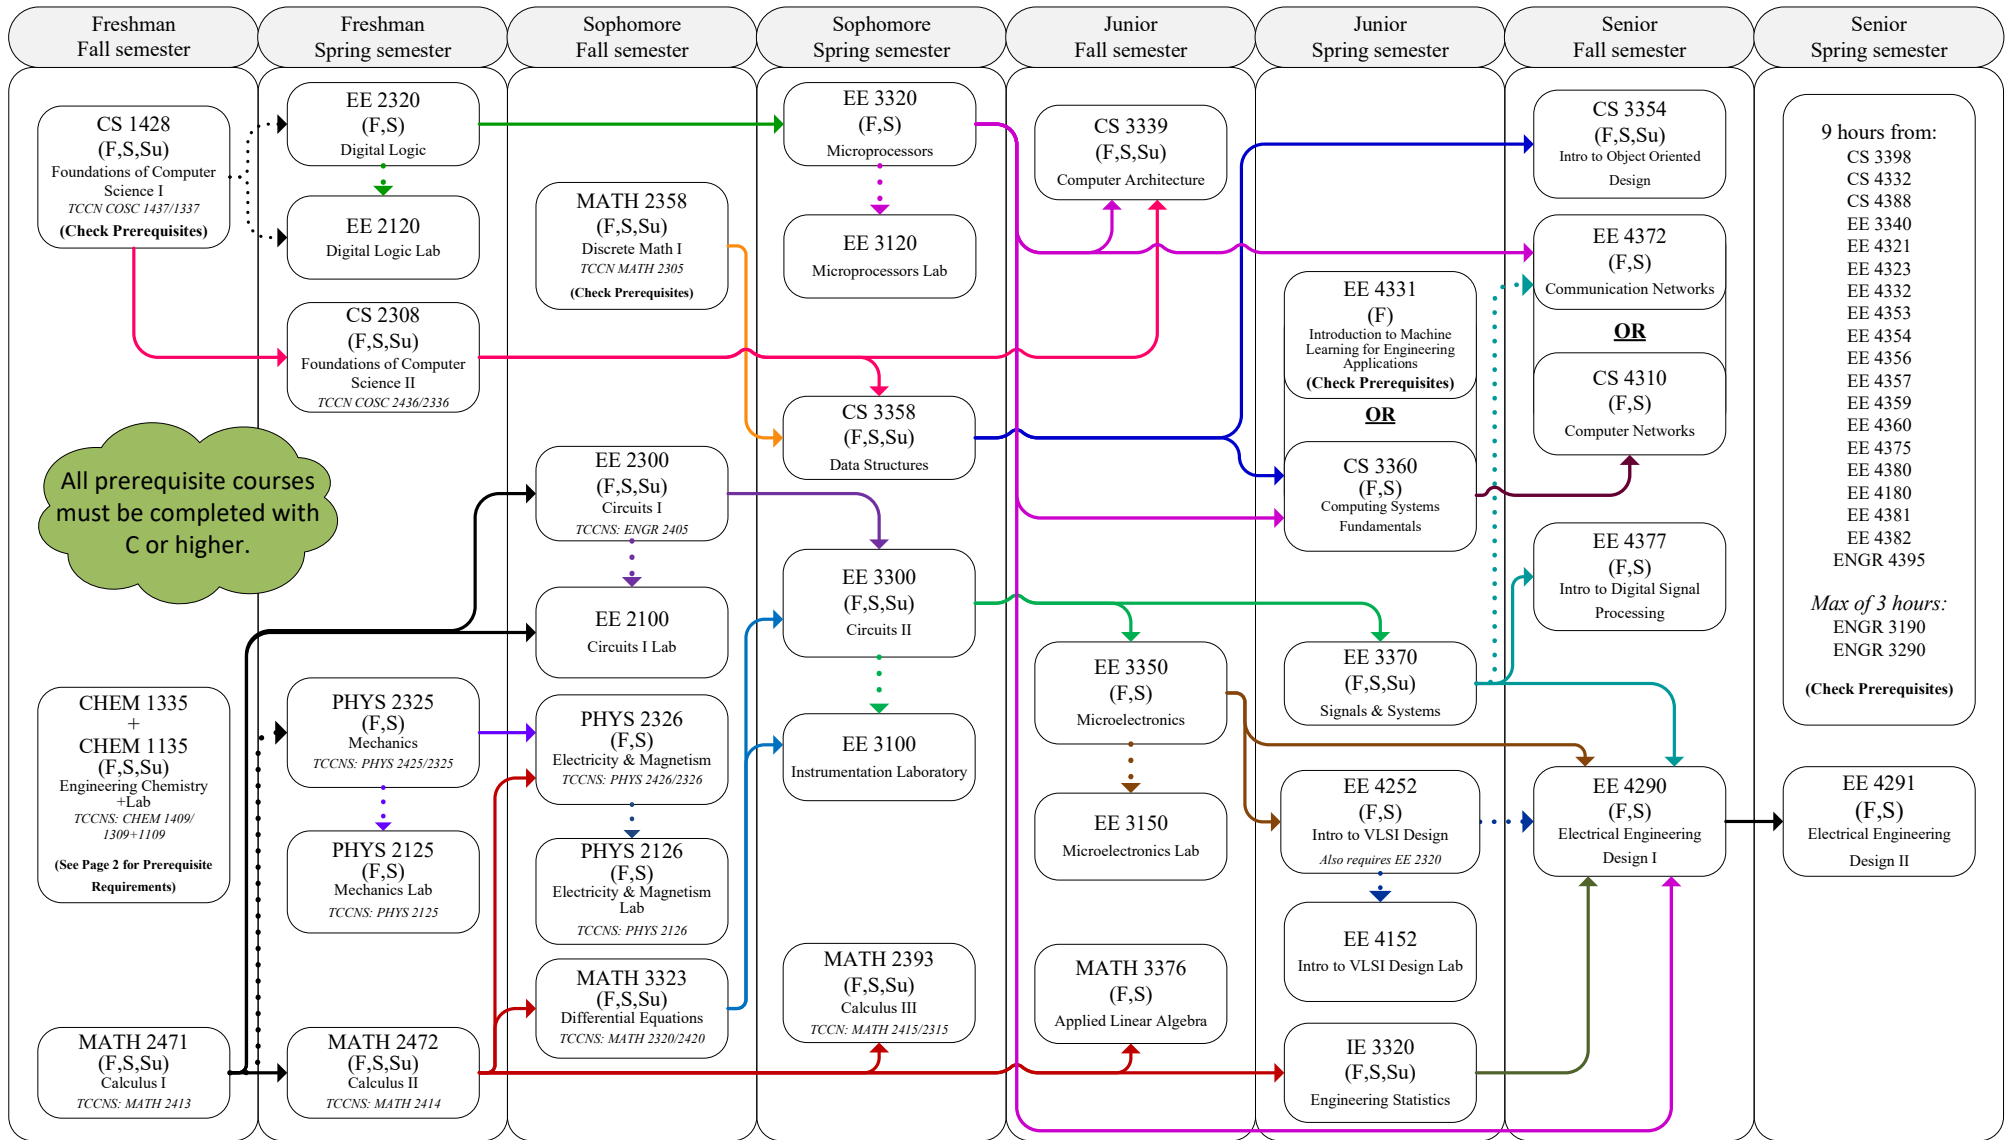 Freshman
Fall semester
Freshman
Spring semester
Sophomore
Fall semester
Sophomore
Spring semester
Junior
Fall semester
Junior
Spring semester
Senior
Fall semester
Senior
Spring semester
CS 1428
(F,S,Su)
Foundations of Computer
Science I
TCCN COSC 1437/1337
(Check Prerequisites)
All prerequisite courses
must be completed with
C or higher.
CHEM 1335
+
CHEM 1135
(F,S,Su)
Engineering Chemistry
+Lab
TCCNS: CHEM 1409/
1309+1109
(See Page 2 for Prerequisite
Requirements)
MATH 2471
(F,S,Su)
Calculus I
TCCNS: MATH 2413
EE 2320
(F,S)
Digital Logic
EE 2120
Digital Logic Lab
CS 2308
(F,S,Su)
Foundations of Computer
Science II
TCCN COSC 2436/2336
PHYS 2325
(F,S)
Mechanics
TCCNS: PHYS 2425/2325
PHYS 2125
(F,S)
Mechanics Lab
TCCNS: PHYS 2125
MATH 2472
(F,S,Su)
Calculus II
TCCNS: MATH 2414
MATH 2358
(F,S,Su)
Discrete Math I
TCCN MATH 2305
(Check Prerequisites)
EE 2300
(F,S,Su)
Circuits I
TCCNS: ENGR 2405
EE 2100
Circuits I Lab
PHYS 2326
(F,S)
Electricity & Magnetism
TCCNS: PHYS 2426/2326
PHYS 2126
(F,S)
Electricity & Magnetism
Lab
TCCNS: PHYS 2126
MATH 3323
(F,S,Su)
Differential Equations
TCCNS: MATH 2320/2420
EE 3320
(F,S)
Microprocessors
EE 3120
Microprocessors Lab
CS 3358
(F,S,Su)
Data Structures
EE 3300
(F,S,Su)
Circuits II
EE 3100
Instrumentation Laboratory
MATH 2393
(F,S,Su)
Calculus III
TCCN: MATH 2415/2315
CS 3339
(F,S,Su)
Computer Architecture
EE 3350
(F,S)
Microelectronics
EE 3150
Microelectronics Lab
MATH 3376
(F,S)
Applied Linear Algebra
EE 4331
(F)
Introduction to Machine
Learning for Engineering
Applications
(Check Prerequisites)
OR
CS 3360
(F,S)
Computing Systems
Fundamentals
EE 3370
(F,S,Su)
Signals & Systems
EE 4252
(F,S)
Intro to VLSI Design
Also requires EE 2320
EE 4152
Intro to VLSI Design Lab
IE 3320
(F,S,Su)
Engineering Statistics
CS 3354
(F,S,Su)
Intro to Object Oriented
Design
EE 4372
(F,S)
Communication Networks
OR
CS 4310
(F,S)
Computer Networks
EE 4377
(F,S)
Intro to Digital Signal
Processing
EE 4290
(F,S)
Electrical Engineering
Design I
9 hours from:
CS 3398
CS 4332
CS 4388
EE 3340
EE 4321
EE 4323
EE 4332
EE 4353
EE 4354
EE 4356
EE 4357
EE 4359
EE 4360
EE 4375
EE 4380
EE 4180
EE 4381
EE 4382
ENGR 4395
Max of 3 hours:
ENGR 3190
ENGR 3290
(Check Prerequisites)
EE 4291
(F,S)
Electrical Engineering
Design II